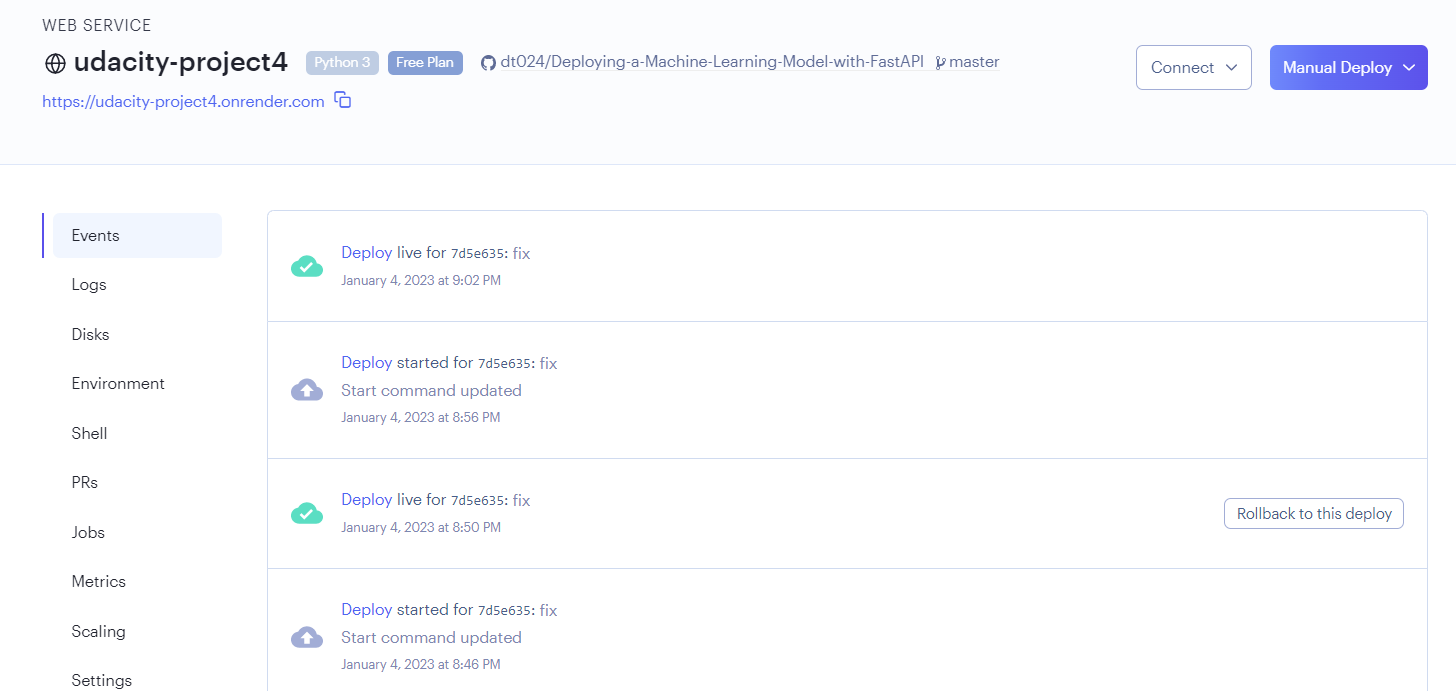 WEB SERVICE
udacity-project4 Python 3 Free Plan dt024/Deploying-a-Machine-Learning-Model-with-FastAPI master
Connect Manual Deploy
https://udacity-project4.onrender.com
Events
Logs
Disks
Environment
Shell
PRs
Jobs
Metrics
Scaling
Settings
Deploy live for 7d5e635: fix
January 4, 2023 at 9:02 PM
Deploy started for 7d5e635: fix
Start command updated
January 4, 2023 at 8:56 PM
Deploy live for 7d5e635: fix
January 4, 2023 at 8:50 PM
Rollback to this deploy
Deploy started for 7d5e635: fix
Start command updated
January 4, 2023 at 8:46 PM